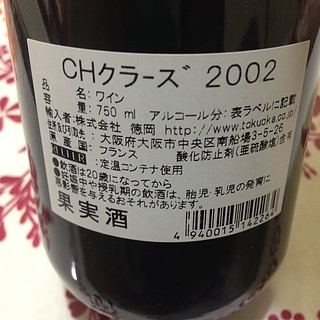 CHクラーズ 2002
品 名: ワイン
容 量: 750 ml アルコール分: 表ラベルに記載
輸入者: 株式会社 徳岡 http://www.tokuoka.co.jp/
大阪府大阪市中央区南船場3-5-26
原産国: フランス 酸化防止剤(亜硫酸塩)含有
: 定温コンテナ使用
●飲酒は20歳になってから
●妊娠中や授乳期の飲酒は、胎児・乳児の発育に
悪影響を与えるおそれがあります。
果実酒
4 940015 142264